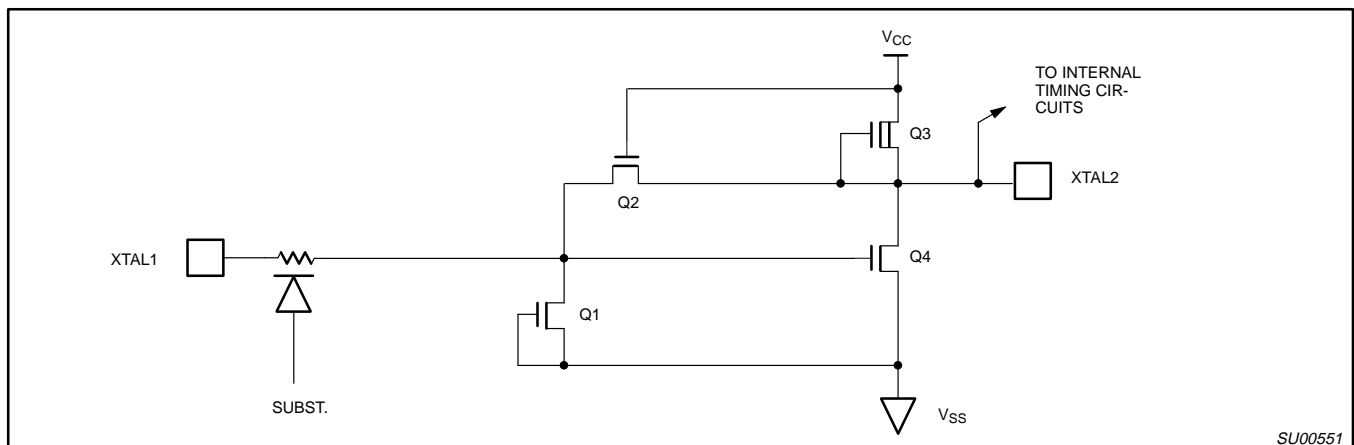 VCC
TO INTERNAL
TIMING CIR-
CUITS
Q3
XTAL2
Q2
XTAL1
Q4
Q1
SUBST.
VSS
SU00551